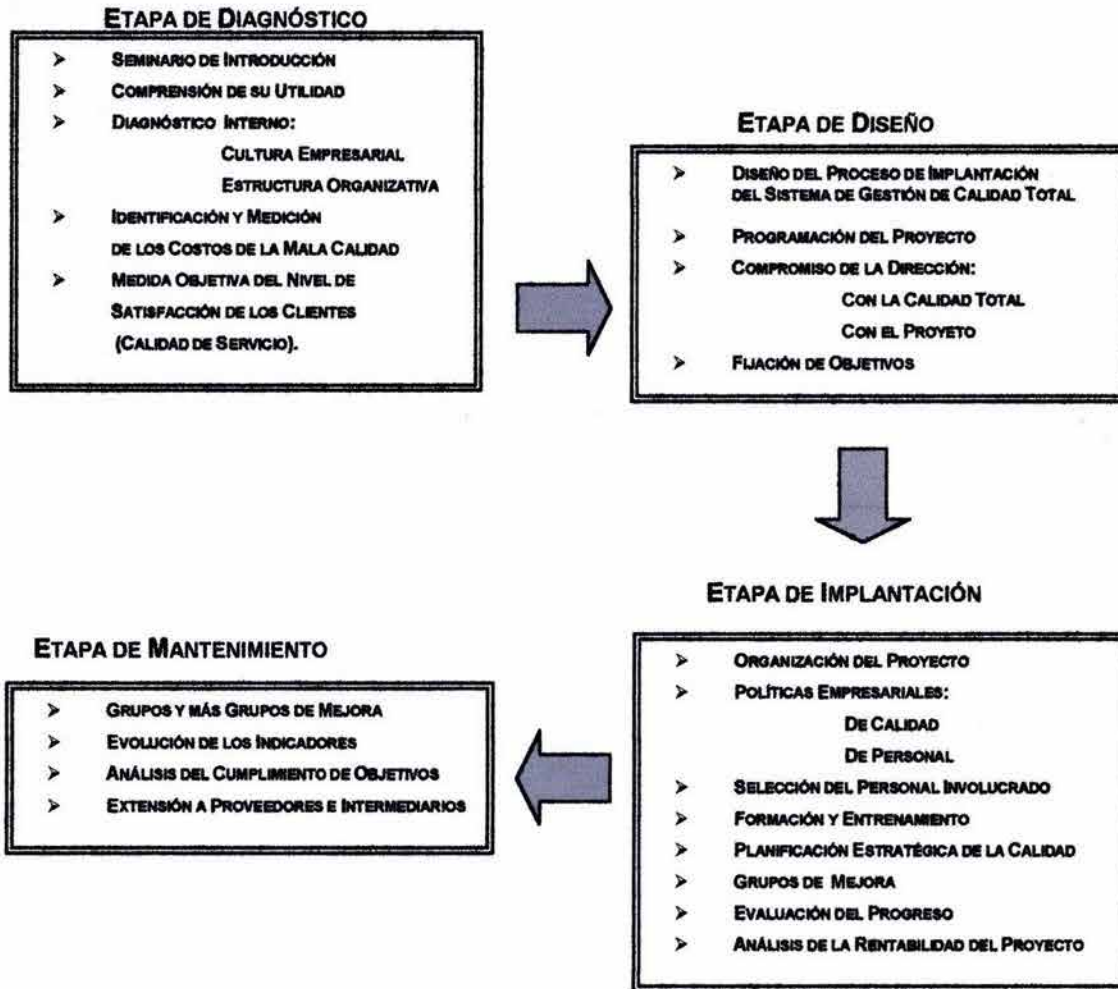 ETAPA DE DIAGNÓSTICO
➢ SEMINARIO DE INTRODUCCIÓN
➢ COMPRENSIÓN DE SU UTILIDAD
➢ DIAGNÓSTICO INTERNO:
CULTURA EMPRESARIAL
ESTRUCTURA ORGANIZATIVA
➢ IDENTIFICACIÓN Y MEDICIÓN
DE LOS COSTOS DE LA MALA CALIDAD
➢ MEDIDA OBJETIVA DEL NIVEL DE
SATISFACCIÓN DE LOS CLIENTES
(CALIDAD DE SERVICIO).
ETAPA DE DISEÑO
➢ DISEÑO DEL PROCESO DE IMPLANTACIÓN
DEL SISTEMA DE GESTIÓN DE CALIDAD TOTAL
➢ PROGRAMACIÓN DEL PROYECTO
➢ COMPROMISO DE LA DIRECCIÓN:
CON LA CALIDAD TOTAL
CON EL PROYETO
➢ FIJACIÓN DE OBJETIVOS
ETAPA DE IMPLANTACIÓN
➢ ORGANIZACIÓN DEL PROYECTO
➢ POLÍTICAS EMPRESARIALES:
DE CALIDAD
DE PERSONAL
➢ SELECCIÓN DEL PERSONAL INVOLUCRADO
➢ FORMACIÓN Y ENTRENAMIENTO
➢ PLANIFICACIÓN ESTRATÉGICA DE LA CALIDAD
➢ GRUPOS DE MEJORA
➢ EVALUACIÓN DEL PROGRESO
➢ ANÁLISIS DE LA RENTABILIDAD DEL PROYECTO
ETAPA DE MANTENIMIENTO
➢ GRUPOS Y MÁS GRUPOS DE MEJORA
➢ EVOLUCIÓN DE LOS INDICADORES
➢ ANÁLISIS DEL CUMPLIMIENTO DE OBJETIVOS
➢ EXTENSIÓN A PROVEEDORES E INTERMEDIARIOS